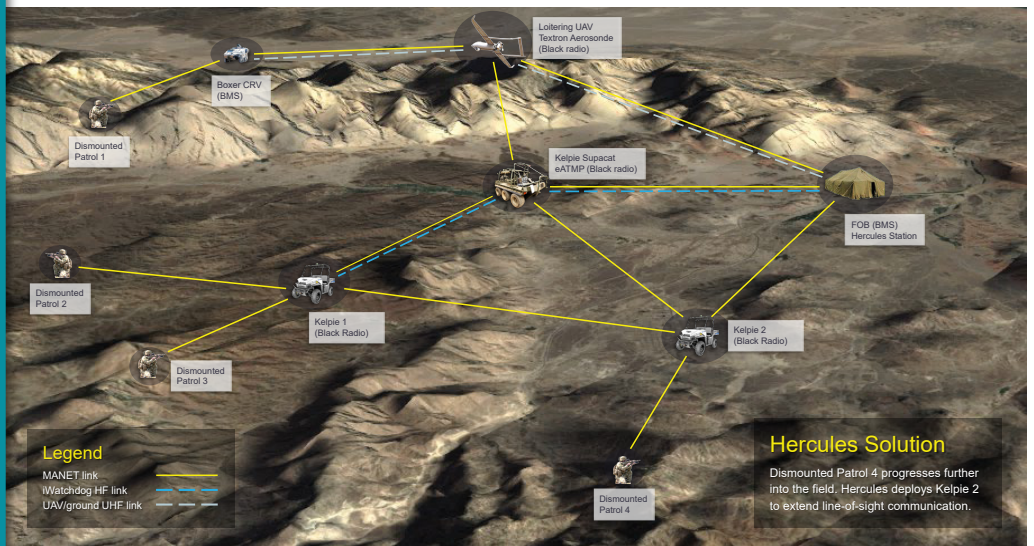 Loitering UAV
Textron Aerosonde
(Black radio)
Boxer CRV
(BMS)
Dismounted
Patrol 1
Kelpie Supacat
eATMP (Black radio)
FOB (BMS)
Hercules Station
Dismounted
Patrol 2
Kelpie 1
(Black Radio)
Kelpie 2
(Black Radio)
Dismounted
Patrol 3
Dismounted
Patrol 4
Legend
MANET link
iWatchdog HF link
UAV/ground UHF link
Hercules Solution
Dismounted Patrol 4 progresses further
into the field. Hercules deploys Kelpie 2
to extend line-of-sight communication.